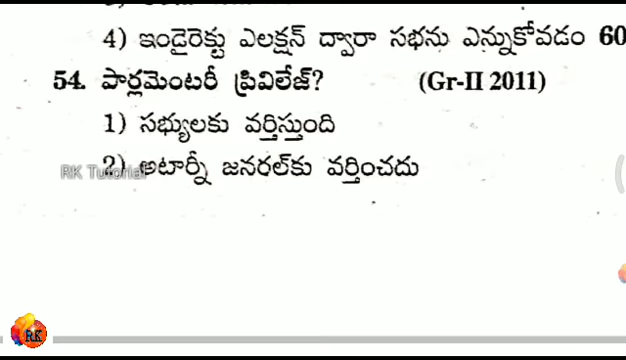 4) ఇండైరెక్టు ఎలక్షన్ ద్వారా సభను ఎన్నుకోవడం 60
54. పార్లమెంటరీ ప్రివిలేజ్? (Gr-II 2011)
1) సభ్యులకు వర్తిస్తుంది
2) అటార్నీ జనరల్‌కు వర్తించదు
RK Tutorial
RK